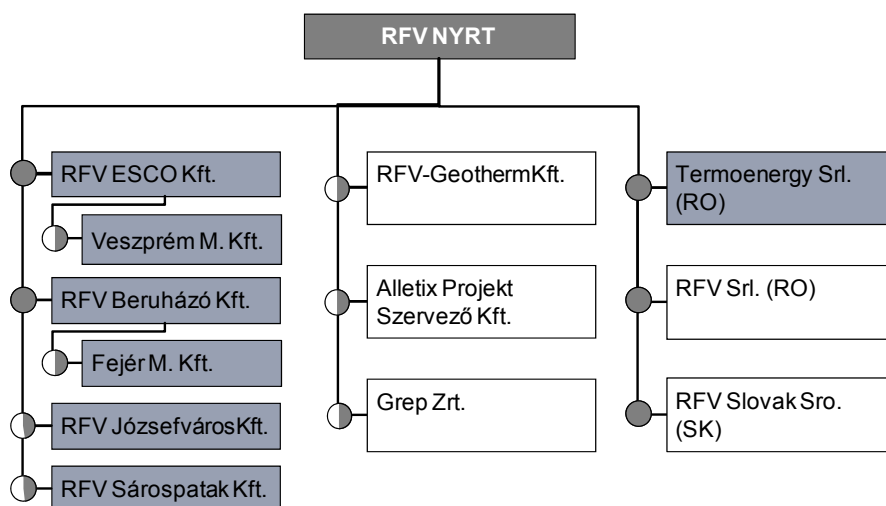 RFV NYRT
RFV ESCO Kft.
Veszprém M. Kft.
RFV Beruházó Kft.
Fejér M. Kft.
RFV JózsefvárosKft.
RFV Sárospatak Kft.
RFV-GeothermKft.
Alletix Projekt
Szervező Kft.
Grep Zrt.
Termoenergy Srl.
(RO)
RFV Srl. (RO)
RFV Slovak Sro.
(SK)